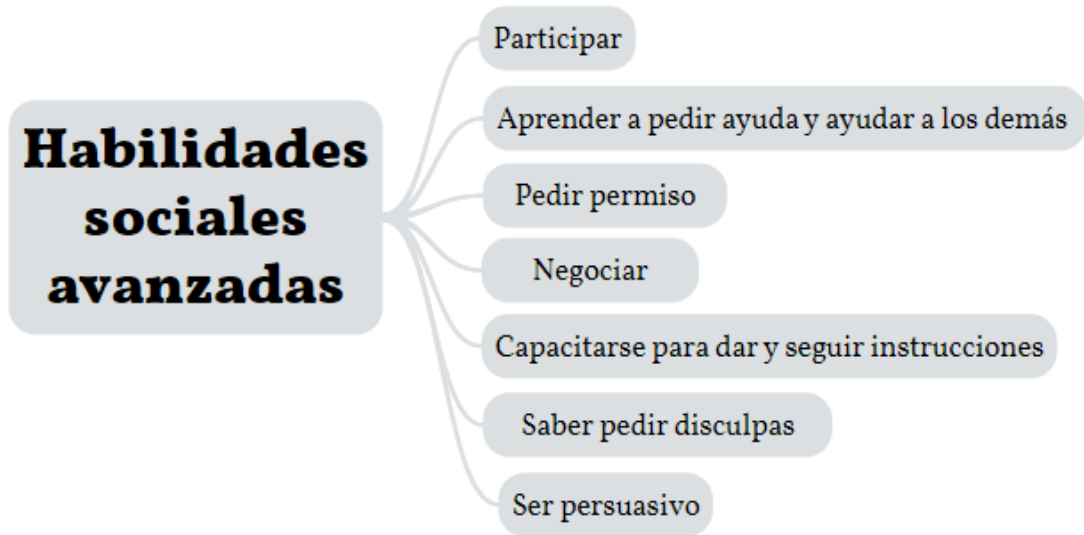 Habilidades
sociales
avanzadas
Participar
Aprender a pedir ayuda y ayudar a los demás
Pedir permiso
Negociar
Capacitarse para dar y seguir instrucciones
Saber pedir disculpas
Ser persuasivo